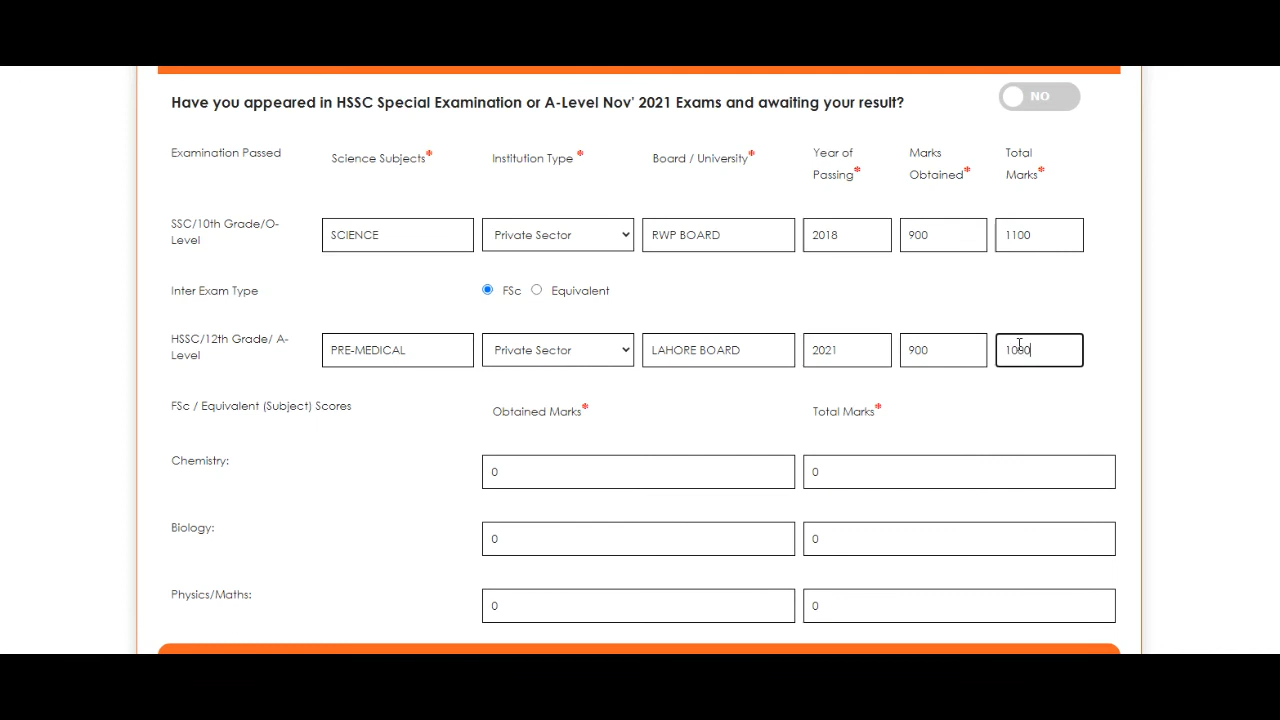 Have you appeared in HSSC Special Examination or A-Level Nov' 2021 Exams and awaiting your result? NO
Examination Passed Science Subjects* Institution Type * Board / University* Year of Passing* Marks Obtained* Total Marks*
SSC/10th Grade/O-Level SCIENCE Private Sector RWP BOARD 2018 900 1100
Inter Exam Type FSc Equivalent
HSSC/12th Grade/ A-Level PRE-MEDICAL Private Sector LAHORE BOARD 2021 900
FSc / Equivalent (Subject) Scores Obtained Marks* Total Marks*
Chemistry: 0 0
Biology: 0 0
Physics/Maths: 0 0